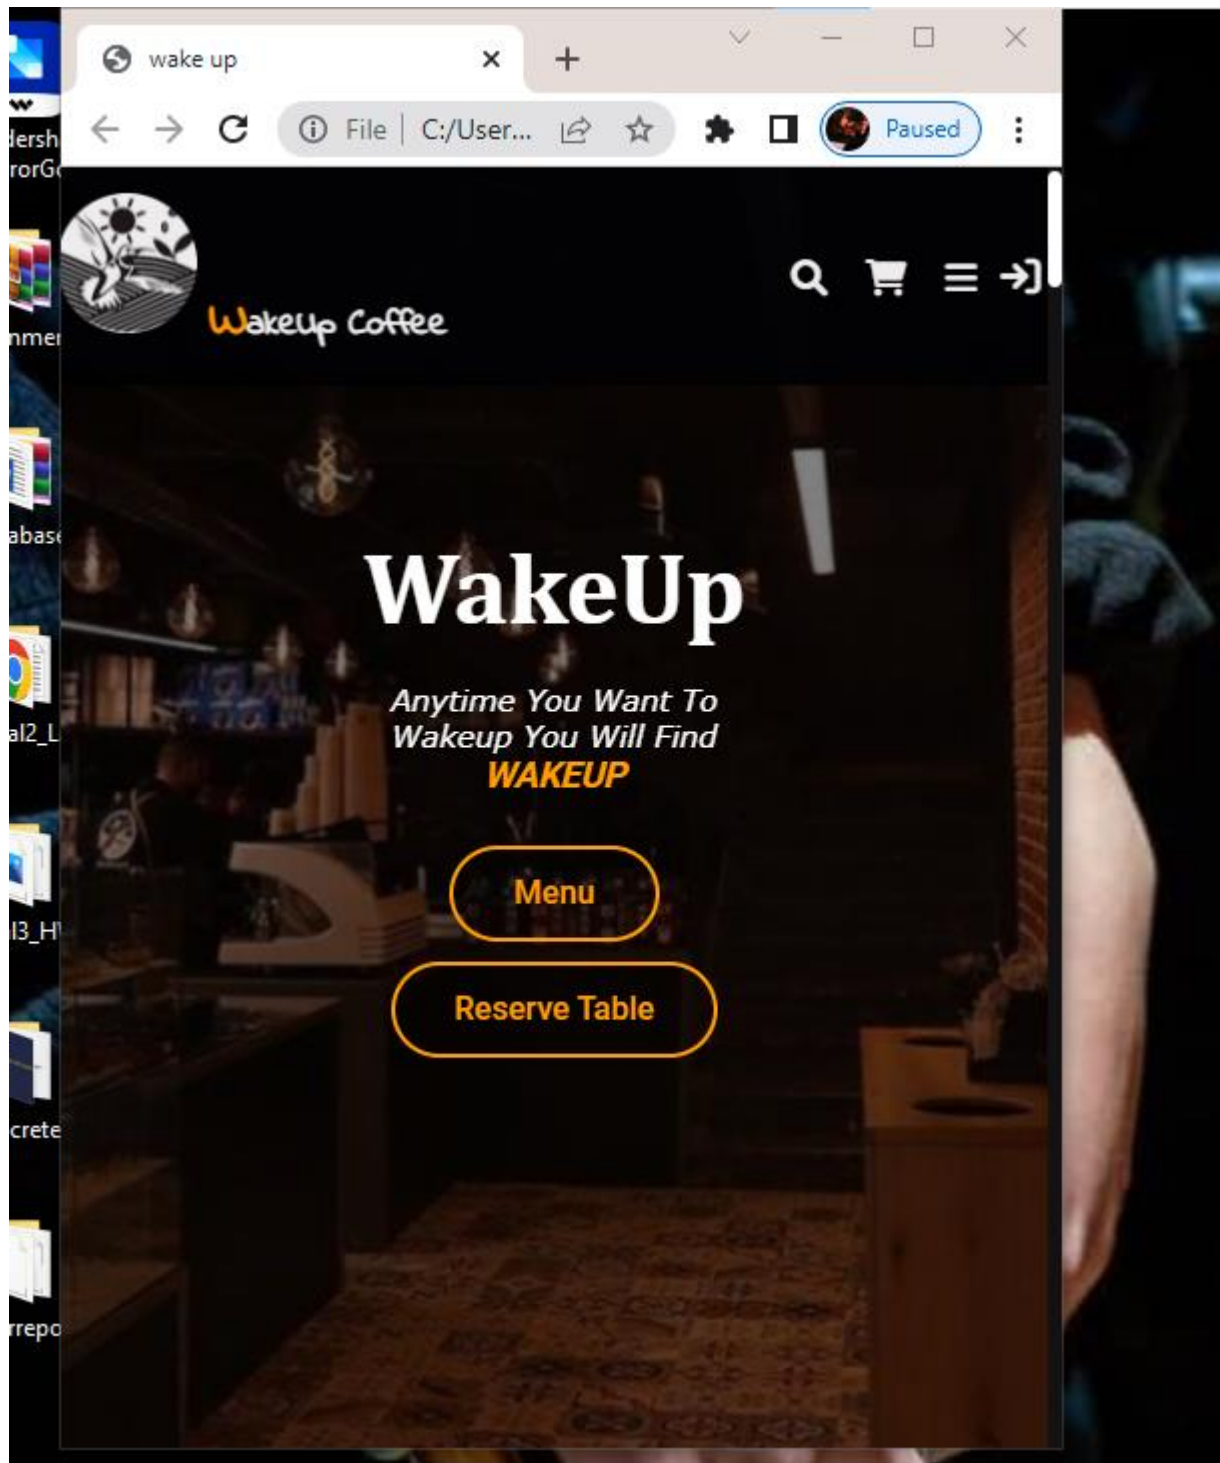 wake up
File
C:/User...
Paused
WakeUp Coffee
WakeUp
Anytime You Want To
Wakeup You Will Find
WAKEUP
Menu
Reserve Table